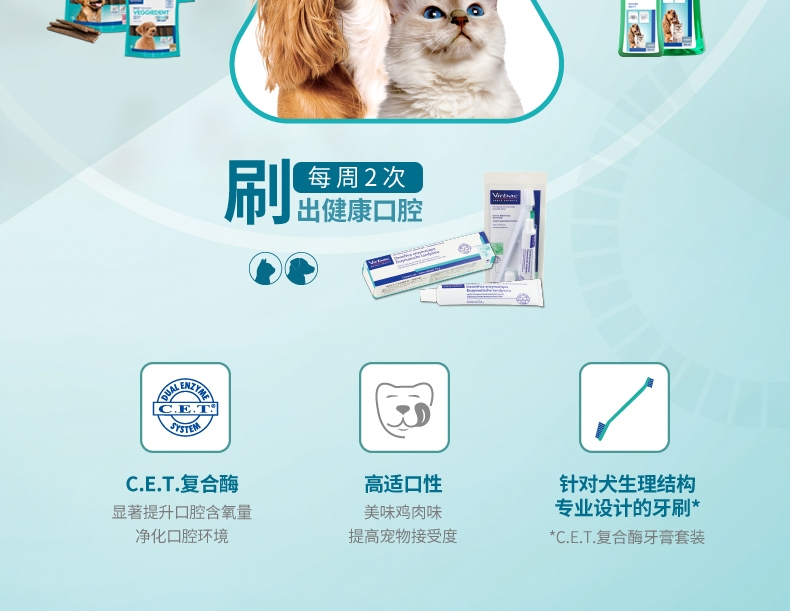 VEGGIEDENT
刷
每周2次
出健康口腔
Virbac
Virbac
DUAL ENZYME
C.E.T.®
SYSTEM
C.E.T.复合酶
显著提升口腔含氧量
净化口腔环境
高适口性
美味鸡肉味
提高宠物接受度
针对犬生理结构
专业设计的牙刷*
*C.E.T.复合酶牙膏套装